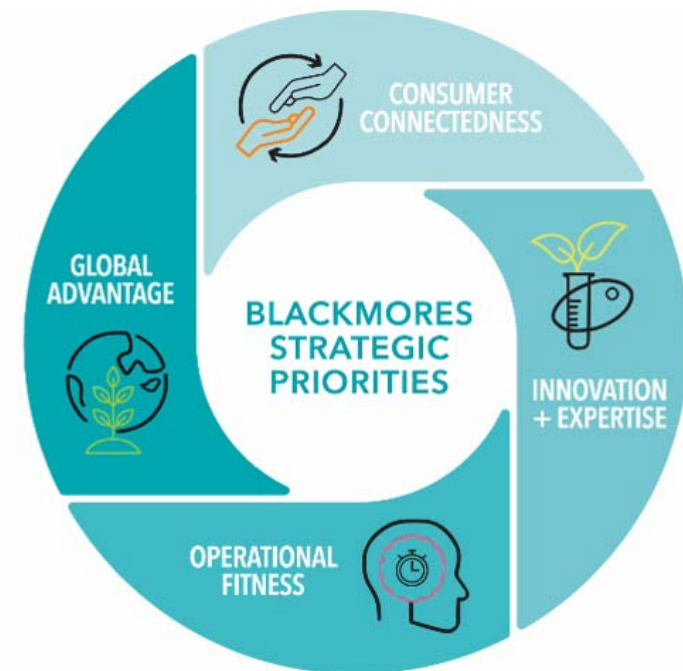 CONSUMER
CONNECTEDNESS
GLOBAL
ADVANTAGE
BLACKMORES
STRATEGIC
PRIORITIES
INNOVATION
+ EXPERTISE
OPERATIONAL
FITNESS